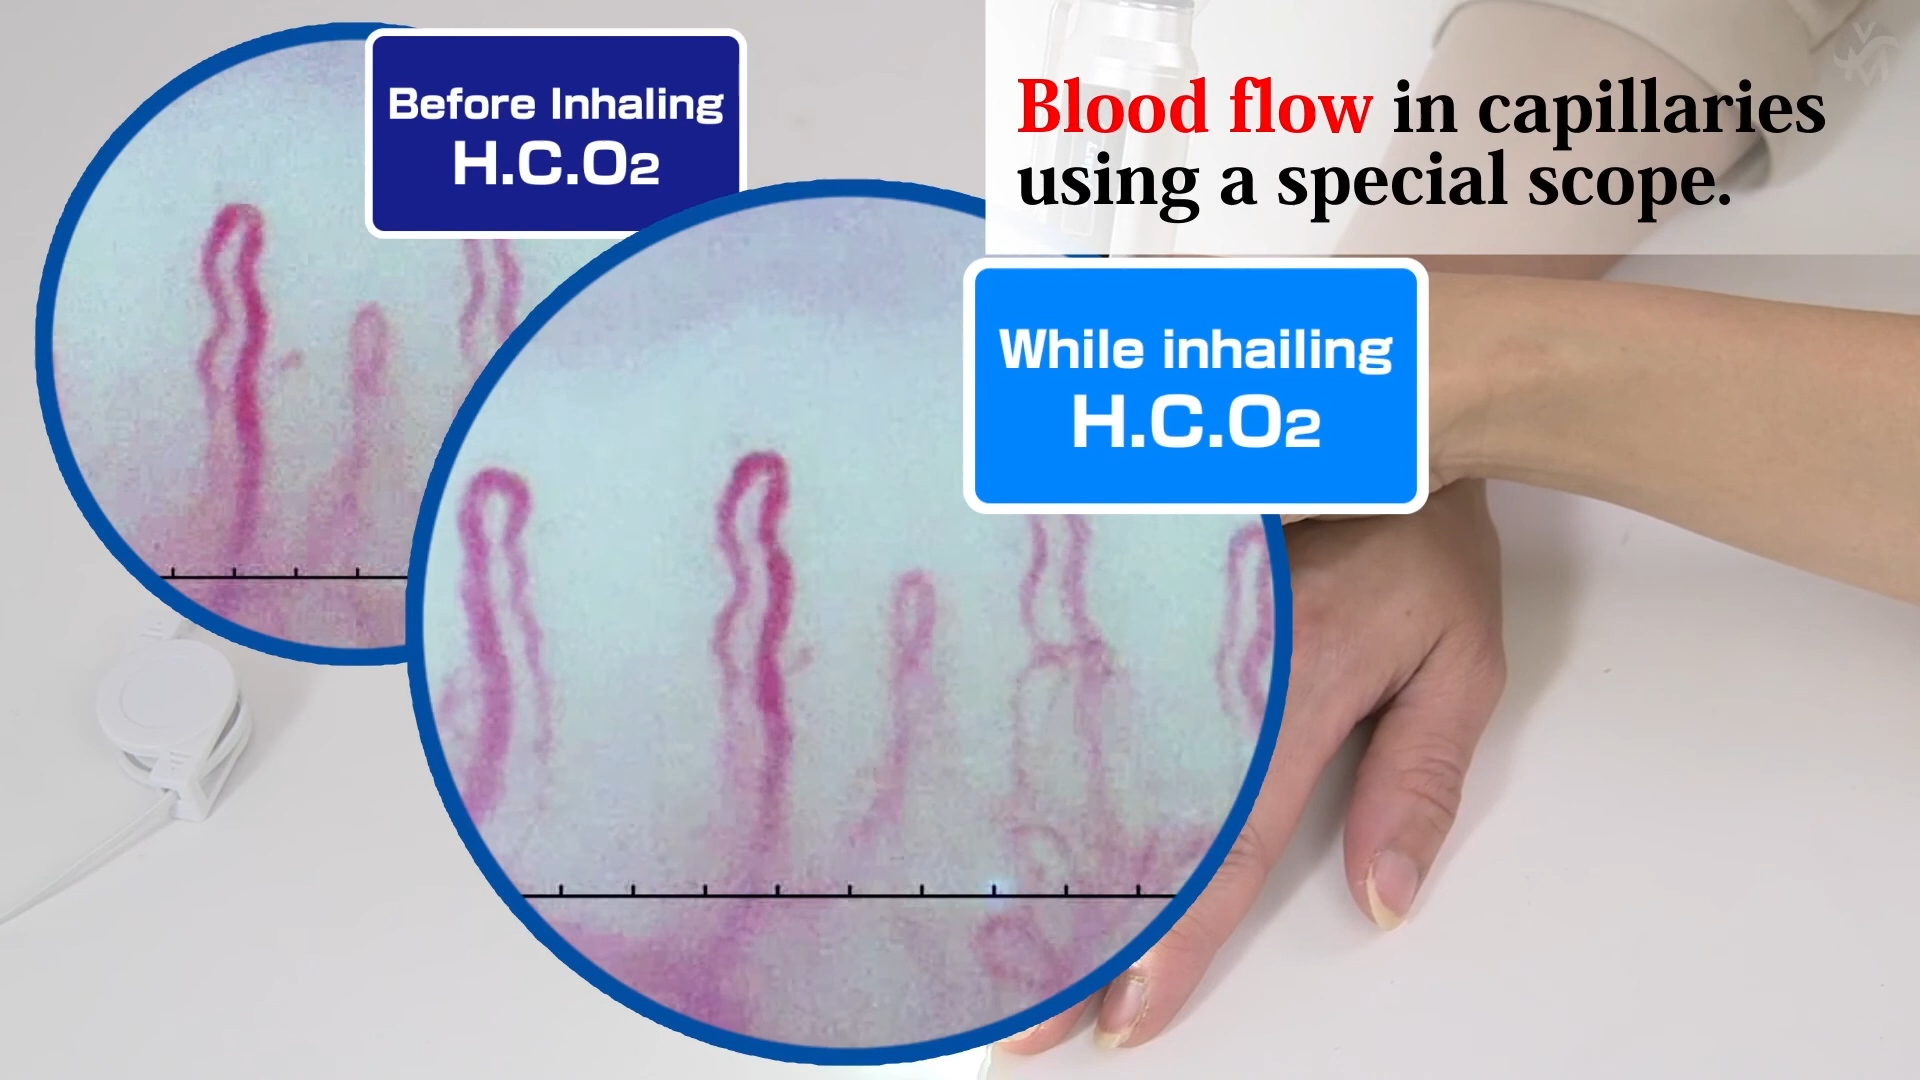 Before Inhaling
H.C.O2
Blood flow in capillaries
using a special scope.
While inhailing
H.C.O2